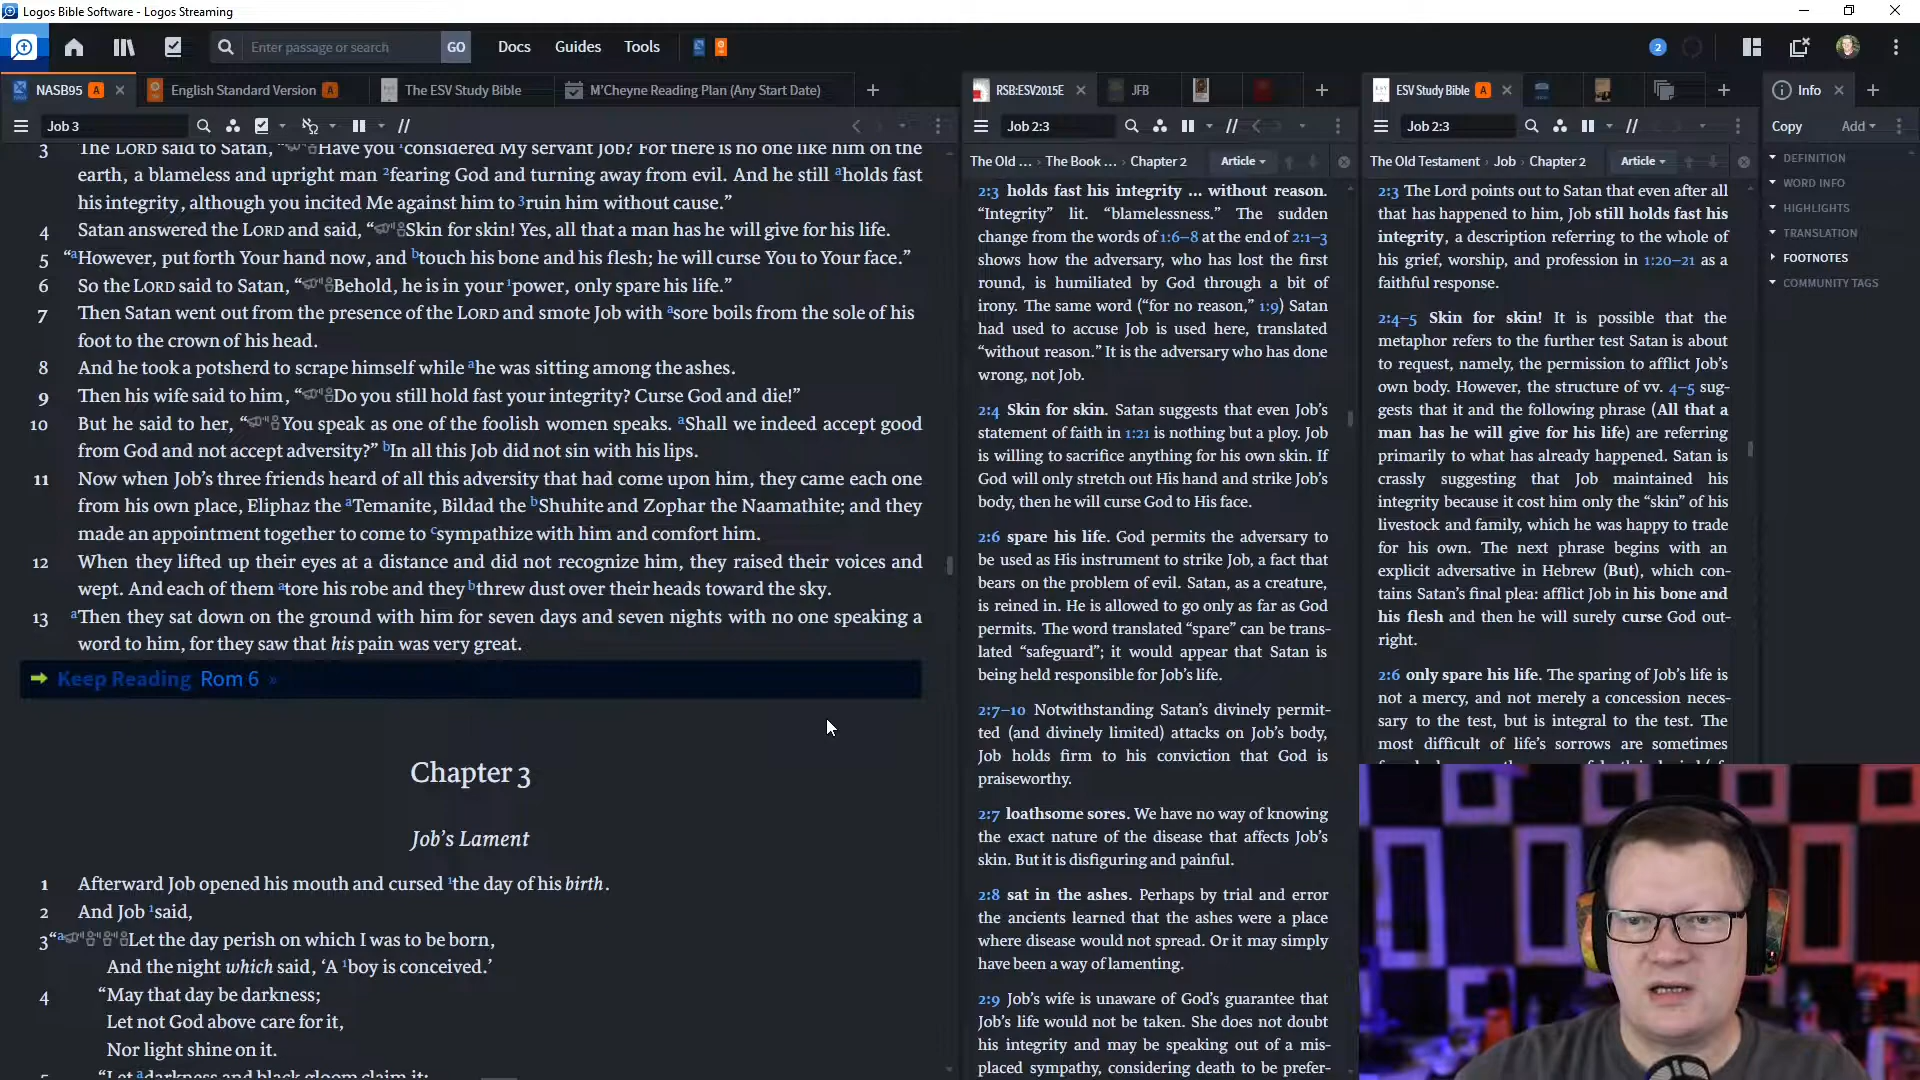 Logos Bible Software - Logos Streaming
Enter passage or search
GO
Docs
Guides
Tools
2
NASB95 A
English Standard Version A
The ESV Study Bible
M'Cheyne Reading Plan (Any Start Date)
Job 3
3 The LORD said to Satan, “Have you ¹considered My servant Job? For there is no one like him on the
earth, a blameless and upright man ²fearing God and turning away from evil. And he still ᵃholds fast
his integrity, although you incited Me against him to ³ruin him without cause.”
4 Satan answered the LORD and said, “Skin for skin! Yes, all that a man has he will give for his life.
5 “ᵃHowever, put forth Your hand now, and ᵇtouch his bone and his flesh; he will curse You to Your face.”
6 So the LORD said to Satan, “Behold, he is in your ¹power, only spare his life.”
7 Then Satan went out from the presence of the LORD and smote Job with ᵃsore boils from the sole of his
foot to the crown of his head.
8 And he took a potsherd to scrape himself while ᵃhe was sitting among the ashes.
9 Then his wife said to him, “Do you still hold fast your integrity? Curse God and die!”
10 But he said to her, “You speak as one of the foolish women speaks. ᵃShall we indeed accept good
from God and not accept adversity?” ᵇIn all this Job did not sin with his lips.
11 Now when Job’s three friends heard of all this adversity that had come upon him, they came each one
from his own place, Eliphaz the ᵃTemanite, Bildad the ᵇShuhite and Zophar the Naamathite; and they
made an appointment together to come to ᶜsympathize with him and comfort him.
12 When they lifted up their eyes at a distance and did not recognize him, they raised their voices and
wept. And each of them ᵃtore his robe and they ᵇthrew dust over their heads toward the sky.
13 ᵃThen they sat down on the ground with him for seven days and seven nights with no one speaking a
word to him, for they saw that his pain was very great.
Keep Reading Rom 6 »
Chapter 3
Job’s Lament
1 Afterward Job opened his mouth and cursed ¹the day of his birth.
2 And Job ¹said,
3 “ᵃLet the day perish on which I was to be born,
And the night which said, ‘A ¹boy is conceived.’
4 “May that day be darkness;
Let not God above care for it,
Nor light shine on it.
5 “Let ᵃdarkness and black gloom claim it;
RSB:ESV2015E
JFB
Job 2:3
The Old ... › The Book ... › Chapter 2
Article
2:3 holds fast his integrity ... without reason.
“Integrity” lit. “blamelessness.” The sudden
change from the words of 1:6–8 at the end of 2:1–3
shows how the adversary, who has lost the first
round, is humiliated by God through a bit of
irony. The same word (“for no reason,” 1:9) Satan
had used to accuse Job is used here, translated
“without reason.” It is the adversary who has done
wrong, not Job.
2:4 Skin for skin. Satan suggests that even Job’s
statement of faith in 1:21 is nothing but a ploy. Job
is willing to sacrifice anything for his own skin. If
God will only stretch out His hand and strike Job’s
body, then he will curse God to His face.
2:6 spare his life. God permits the adversary to
be used as His instrument to strike Job, a fact that
bears on the problem of evil. Satan, as a creature,
is reined in. He is allowed to go only as far as God
permits. The word translated “spare” can be trans-
lated “safeguard”; it would appear that Satan is
being held responsible for Job’s life.
2:7–10 Notwithstanding Satan’s divinely permit-
ted (and divinely limited) attacks on Job’s body,
Job holds firm to his conviction that God is
praiseworthy.
2:7 loathsome sores. We have no way of knowing
the exact nature of the disease that affects Job’s
skin. But it is disfiguring and painful.
2:8 sat in the ashes. Perhaps by trial and error
the ancients learned that the ashes were a place
where disease would not spread. Or it may simply
have been a way of lamenting.
2:9 Job’s wife is unaware of God’s guarantee that
Job’s life would not be taken. She does not doubt
his integrity and may be speaking out of a mis-
placed sympathy, considering death to be prefer-
ESV Study Bible A
Job 2:3
The Old Testament › Job › Chapter 2
Article
2:3 The Lord points out to Satan that even after all
that has happened to him, Job still holds fast his
integrity, a description referring to the whole of
his grief, worship, and profession in 1:20–21 as a
faithful response.
2:4–5 Skin for skin! It is possible that the
metaphor refers to the further test Satan is about
to request, namely, the permission to afflict Job’s
own body. However, the structure of vv. 4–5 sug-
gests that it and the following phrase (All that a
man has he will give for his life) are referring
primarily to what has already happened. Satan is
crassly suggesting that Job maintained his
integrity because it cost him only the “skin” of his
livestock and family, which he was happy to trade
for his own. The next phrase begins with an
explicit adversative in Hebrew (But), which con-
tains Satan’s final plea: afflict Job in his bone and
his flesh and then he will surely curse God out-
right.
2:6 only spare his life. The sparing of Job’s life is
not a mercy, and not merely a concession neces-
sary to the test, but is integral to the test. The
most difficult of life’s sorrows are sometimes
Info
Copy
Add
DEFINITION
WORD INFO
HIGHLIGHTS
TRANSLATION
FOOTNOTES
COMMUNITY TAGS